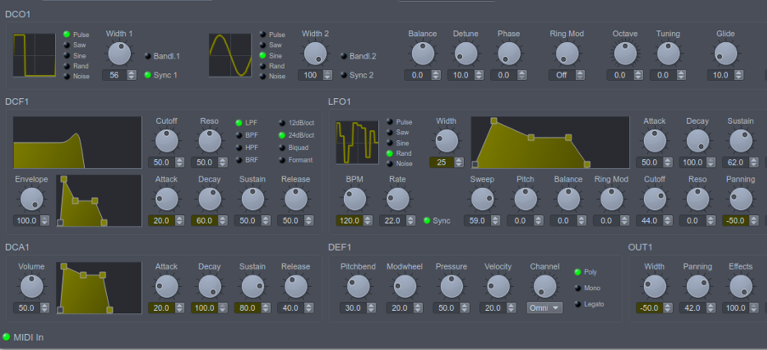 DCO1
Pulse Width 1 Pulse Width 2 Balance Detune Phase Ring Mod Octave Tuning Glide
Saw Saw
Sine Bandl.1 Sine Bandl.2
Rand Rand
56 Sync 1 100 Sync 2 0.0 10.0 0.0 Off 0.0 0.0 10.0
Noise Noise
DCF1 LFO1
Cutoff Reso LPF 12dB/oct Pulse Width Attack Decay Sustain
BPF 24dB/oct Saw
HPF Biquad Sine
BRF Formant Rand
50.0 50.0 Noise 25 50.0 100.0 62.0
Envelope Attack Decay Sustain Release BPM Rate Sweep Pitch Balance Ring Mod Cutoff Reso Panning
100.0 20.0 60.0 50.0 50.0 120.0 22.0 Sync 59.0 0.0 0.0 0.0 44.0 0.0 -50.0
DCA1 DEF1 OUT1
Volume Attack Decay Sustain Release Pitchbend Modwheel Pressure Velocity Channel Poly Width Panning Effects
Mono
50.0 20.0 100.0 80.0 40.0 30.0 20.0 50.0 20.0 Omni Legato -50.0 42.0 100.0
MIDI In